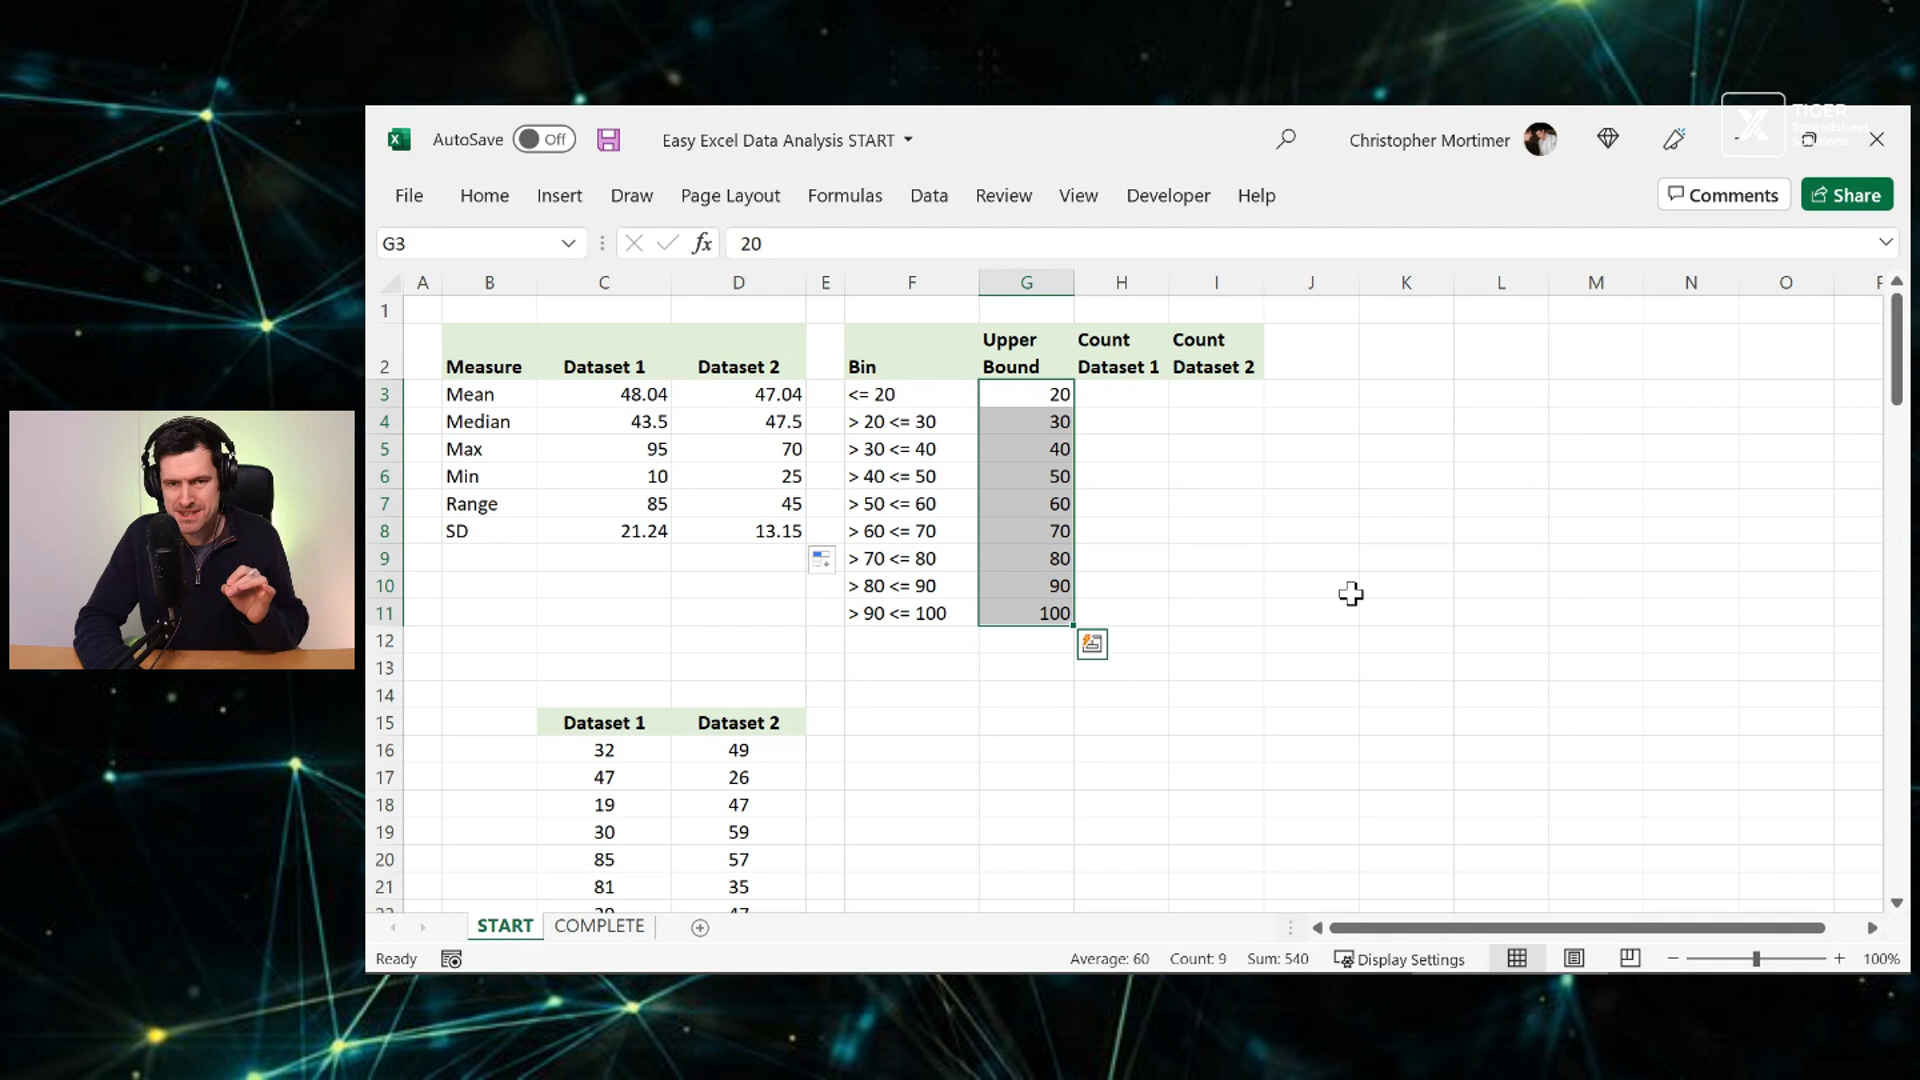 TIGER
Spreadsheet
Solutions
AutoSave Off Easy Excel Data Analysis START Christopher Mortimer
File Home Insert Draw Page Layout Formulas Data Review View Developer Help Comments Share
G3 fx 20
A B C D E F G H I J K L M N O
1
Upper Count Count
2 Measure Dataset 1 Dataset 2 Bin Bound Dataset 1 Dataset 2
3 Mean 48.04 47.04 <= 20 20
4 Median 43.5 47.5 > 20 <= 30 30
5 Max 95 70 > 30 <= 40 40
6 Min 10 25 > 40 <= 50 50
7 Range 85 45 > 50 <= 60 60
8 SD 21.24 13.15 > 60 <= 70 70
9 > 70 <= 80 80
10 > 80 <= 90 90
11 > 90 <= 100 100
12
13
14
15 Dataset 1 Dataset 2
16 32 49
17 47 26
18 19 47
19 30 59
20 85 57
21 81 35
START COMPLETE
Ready Average: 60 Count: 9 Sum: 540 Display Settings 100%